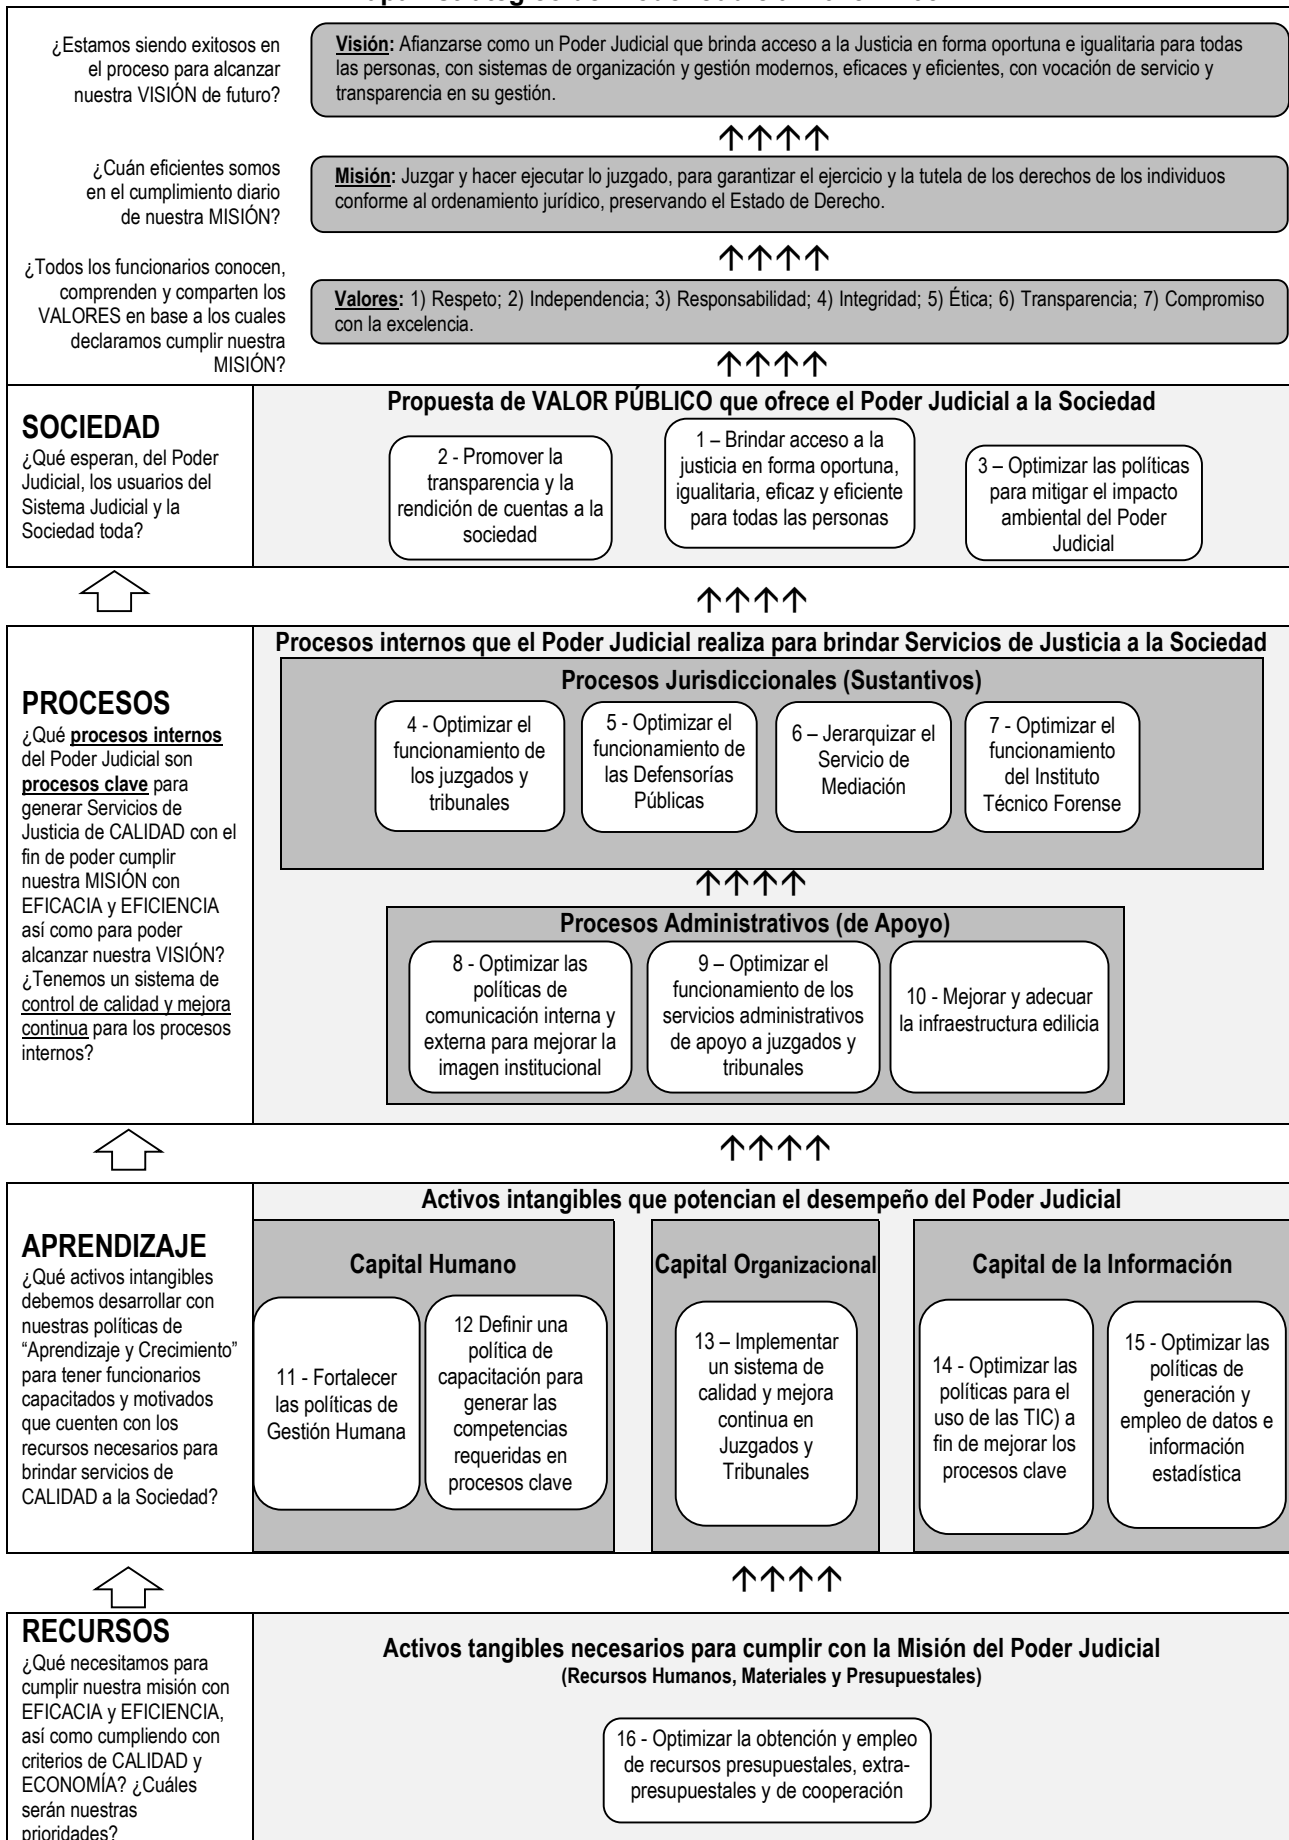 ¿Estamos siendo exitosos en
el proceso para alcanzar
nuestra VISIÓN de futuro?
Visión: Afianzarse como un Poder Judicial que brinda acceso a la Justicia en forma oportuna e igualitaria para todas
las personas, con sistemas de organización y gestión modernos, eficaces y eficientes, con vocación de servicio y
transparencia en su gestión.
¿Cuán eficientes somos
en el cumplimiento diario
de nuestra MISIÓN?
Misión: Juzgar y hacer ejecutar lo juzgado, para garantizar el ejercicio y la tutela de los derechos de los individuos
conforme al ordenamiento jurídico, preservando el Estado de Derecho.
¿Todos los funcionarios conocen,
comprenden y comparten los
VALORES en base a los cuales
declaramos cumplir nuestra
MISIÓN?
Valores: 1) Respeto; 2) Independencia; 3) Responsabilidad; 4) Integridad; 5) Ética; 6) Transparencia; 7) Compromiso
con la excelencia.
SOCIEDAD
¿Qué esperan, del Poder
Judicial, los usuarios del
Sistema Judicial y la
Sociedad toda?
Propuesta de VALOR PÚBLICO que ofrece el Poder Judicial a la Sociedad
2 - Promover la
transparencia y la
rendición de cuentas a la
sociedad
1 – Brindar acceso a la
justicia en forma oportuna,
igualitaria, eficaz y eficiente
para todas las personas
3 – Optimizar las políticas
para mitigar el impacto
ambiental del Poder
Judicial
PROCESOS
¿Qué procesos internos
del Poder Judicial son
procesos clave para
generar Servicios de
Justicia de CALIDAD con el
fin de poder cumplir
nuestra MISIÓN con
EFICACIA y EFICIENCIA
así como para poder
alcanzar nuestra VISIÓN?
¿Tenemos un sistema de
control de calidad y mejora
continua para los procesos
internos?
Procesos internos que el Poder Judicial realiza para brindar Servicios de Justicia a la Sociedad
Procesos Jurisdiccionales (Sustantivos)
4 - Optimizar el
funcionamiento de
los juzgados y
tribunales
5 - Optimizar el
funcionamiento de
las Defensorías
Públicas
6 – Jerarquizar el
Servicio de
Mediación
7 - Optimizar el
funcionamiento
del Instituto
Técnico Forense
Procesos Administrativos (de Apoyo)
8 - Optimizar las
políticas de
comunicación interna y
externa para mejorar la
imagen institucional
9 – Optimizar el
funcionamiento de los
servicios administrativos
de apoyo a juzgados y
tribunales
10 - Mejorar y adecuar
la infraestructura edilicia
APRENDIZAJE
¿Qué activos intangibles
debemos desarrollar con
nuestras políticas de
“Aprendizaje y Crecimiento”
para tener funcionarios
capacitados y motivados
que cuenten con los
recursos necesarios para
brindar servicios de
CALIDAD a la Sociedad?
Activos intangibles que potencian el desempeño del Poder Judicial
Capital Humano
11 - Fortalecer
las políticas de
Gestión Humana
12 Definir una
política de
capacitación para
generar las
competencias
requeridas en
procesos clave
Capital Organizacional
13 – Implementar
un sistema de
calidad y mejora
continua en
Juzgados y
Tribunales
Capital de la Información
14 - Optimizar las
políticas para el
uso de las TIC) a
fin de mejorar los
procesos clave
15 - Optimizar las
políticas de
generación y
empleo de datos e
información
estadística
RECURSOS
¿Qué necesitamos para
cumplir nuestra misión con
EFICACIA y EFICIENCIA,
así como cumpliendo con
criterios de CALIDAD y
ECONOMÍA? ¿Cuáles
serán nuestras
prioridades?
Activos tangibles necesarios para cumplir con la Misión del Poder Judicial
(Recursos Humanos, Materiales y Presupuestales)
16 - Optimizar la obtención y empleo
de recursos presupuestales, extra-
presupuestales y de cooperación